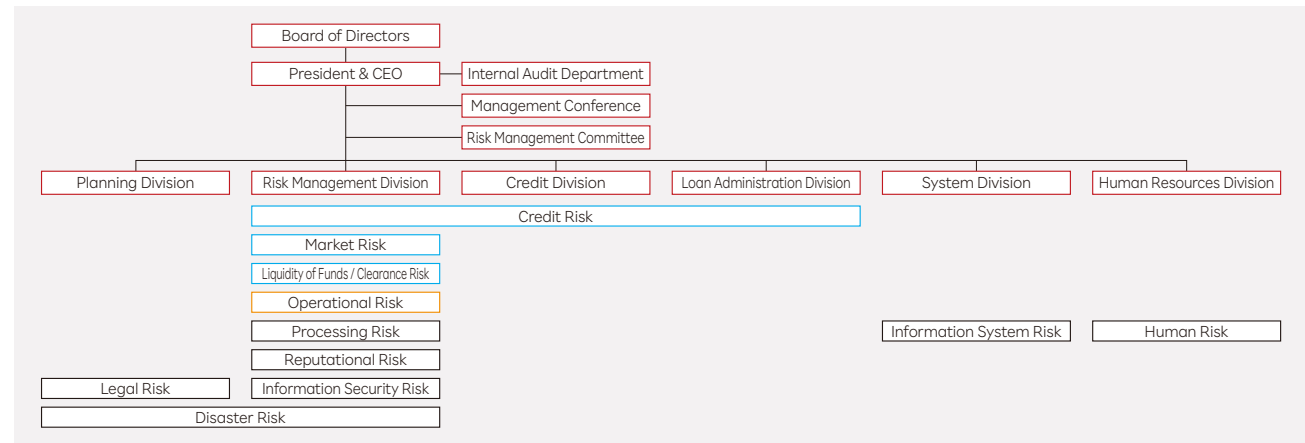 Board of Directors
President & CEO
Internal Audit Department
Management Conference
Risk Management Committee
Planning Division
Risk Management Division
Credit Division
Loan Administration Division
System Division
Human Resources Division
Credit Risk
Market Risk
Liquidity of Funds / Clearance Risk
Operational Risk
Processing Risk
Information System Risk
Human Risk
Reputational Risk
Legal Risk
Information Security Risk
Disaster Risk